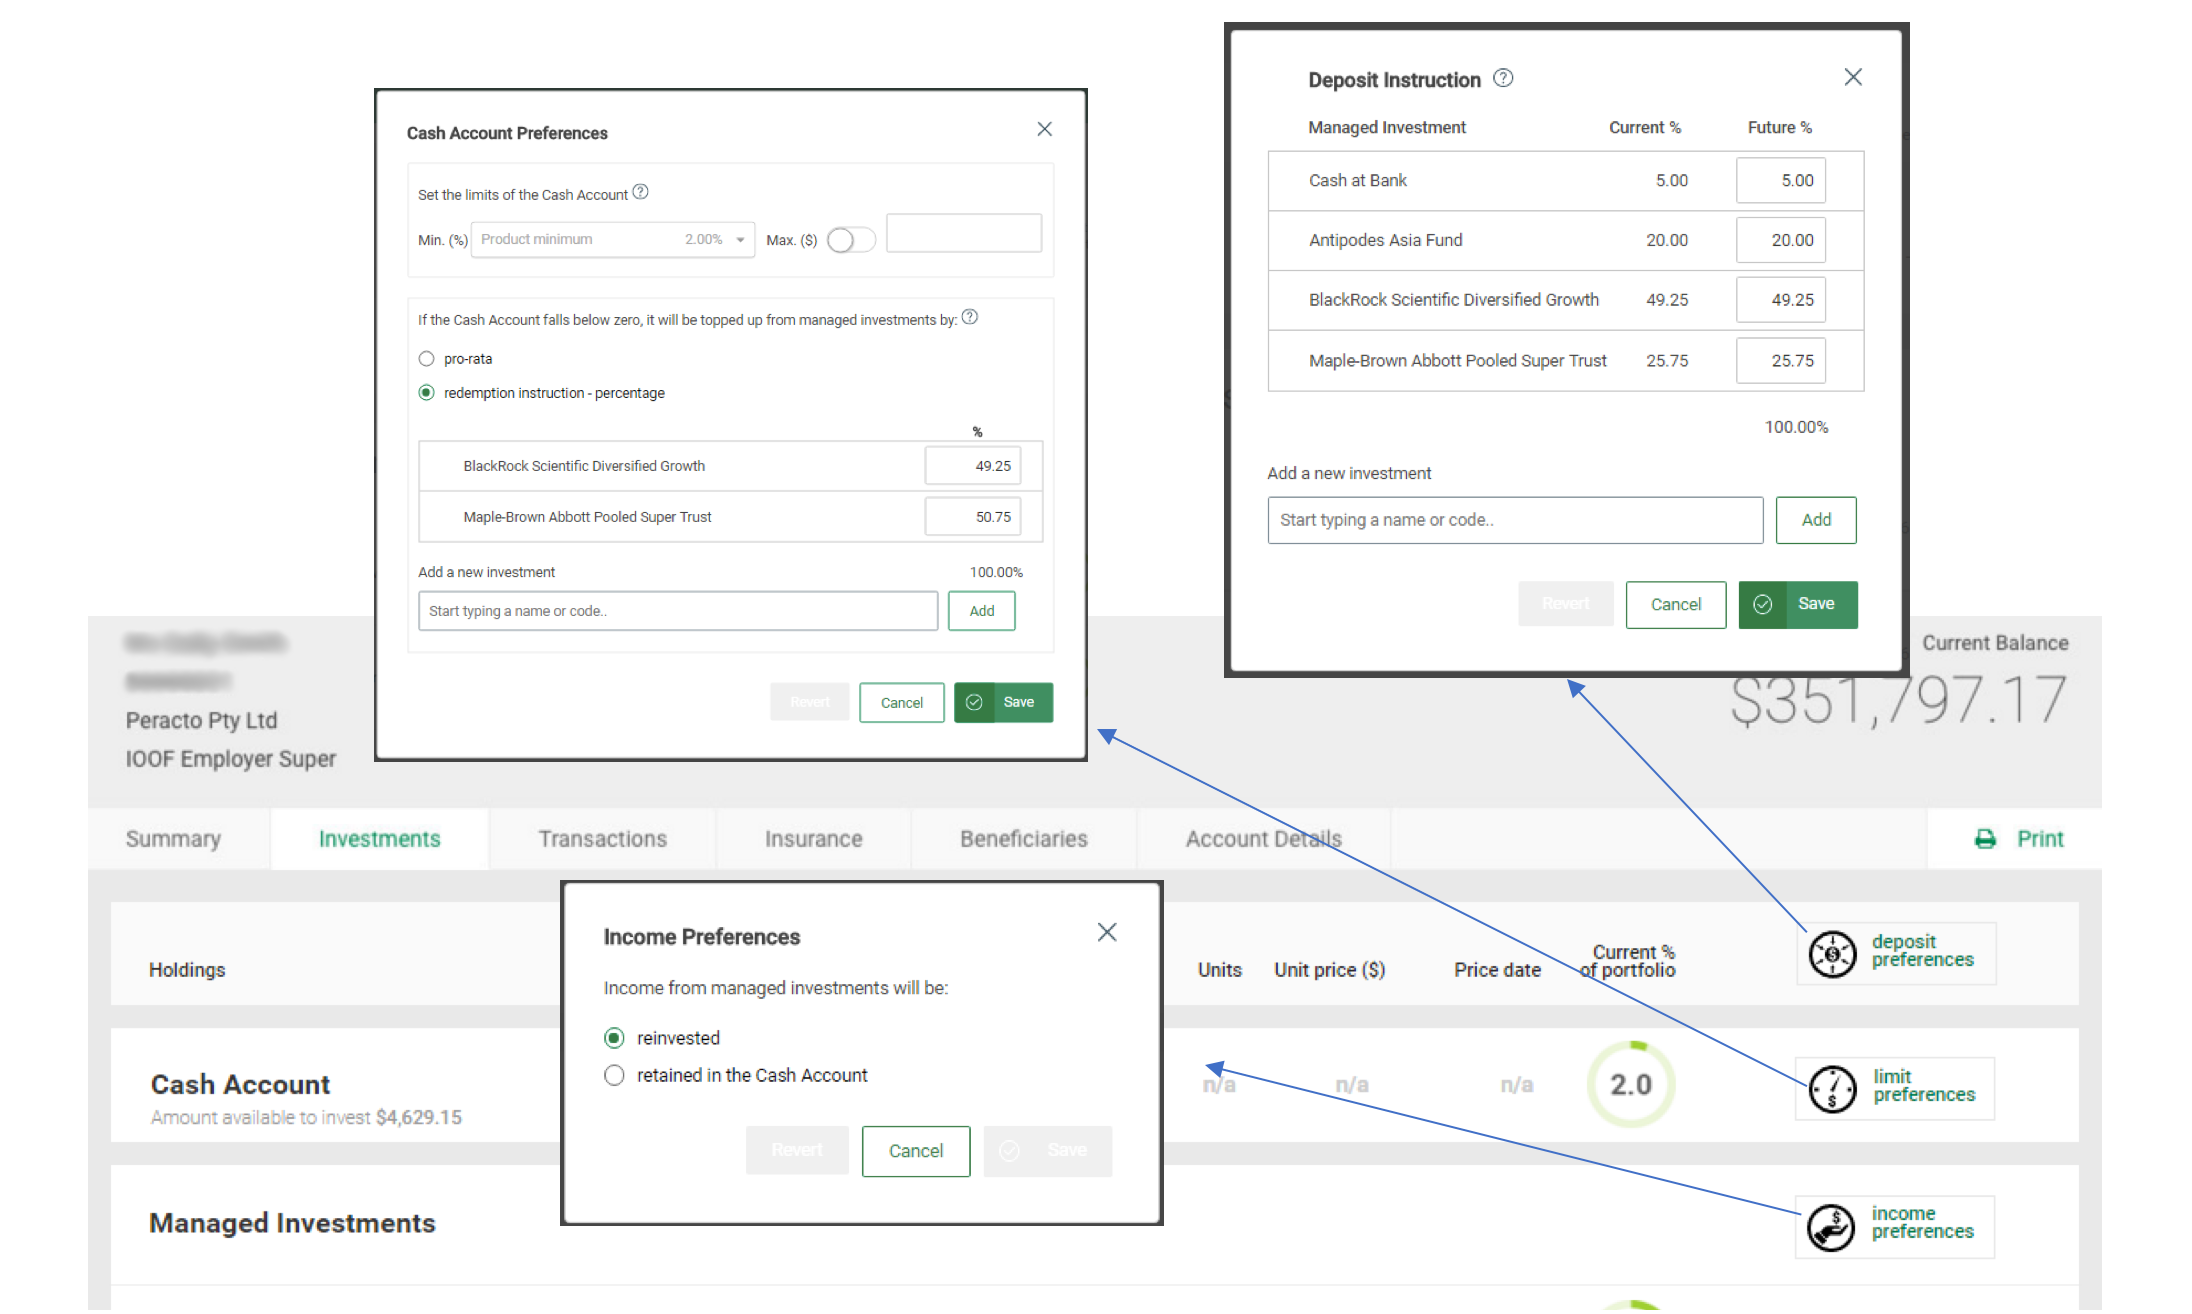 Deposit Instruction ?
Managed Investment Current % Future %
Cash at Bank 5.00 5.00
Antipodes Asia Fund 20.00 20.00
BlackRock Scientific Diversified Growth 49.25 49.25
Maple-Brown Abbott Pooled Super Trust 25.75 25.75
100.00%
Add a new investment
Start typing a name or code.. Add
Revert Cancel Save
Cash Account Preferences
Set the limits of the Cash Account ?
Min. (%) Product minimum 2.00% Max. ($)
If the Cash Account falls below zero, it will be topped up from managed investments by: ?
pro-rata
redemption instruction - percentage
%
BlackRock Scientific Diversified Growth 49.25
Maple-Brown Abbott Pooled Super Trust 50.75
Add a new investment 100.00%
Start typing a name or code.. Add
Revert Cancel Save
Current Balance
$351,797.17
Peracto Pty Ltd
IOOF Employer Super
Summary Investments Transactions Insurance Beneficiaries Account Details Print
Holdings Units Unit price ($) Price date Current %
of portfolio
deposit
preferences
Income Preferences
Income from managed investments will be:
reinvested
retained in the Cash Account
Revert Cancel Save
Cash Account n/a n/a n/a 2.0
Amount available to invest $4,629.15
limit
preferences
Managed Investments
income
preferences